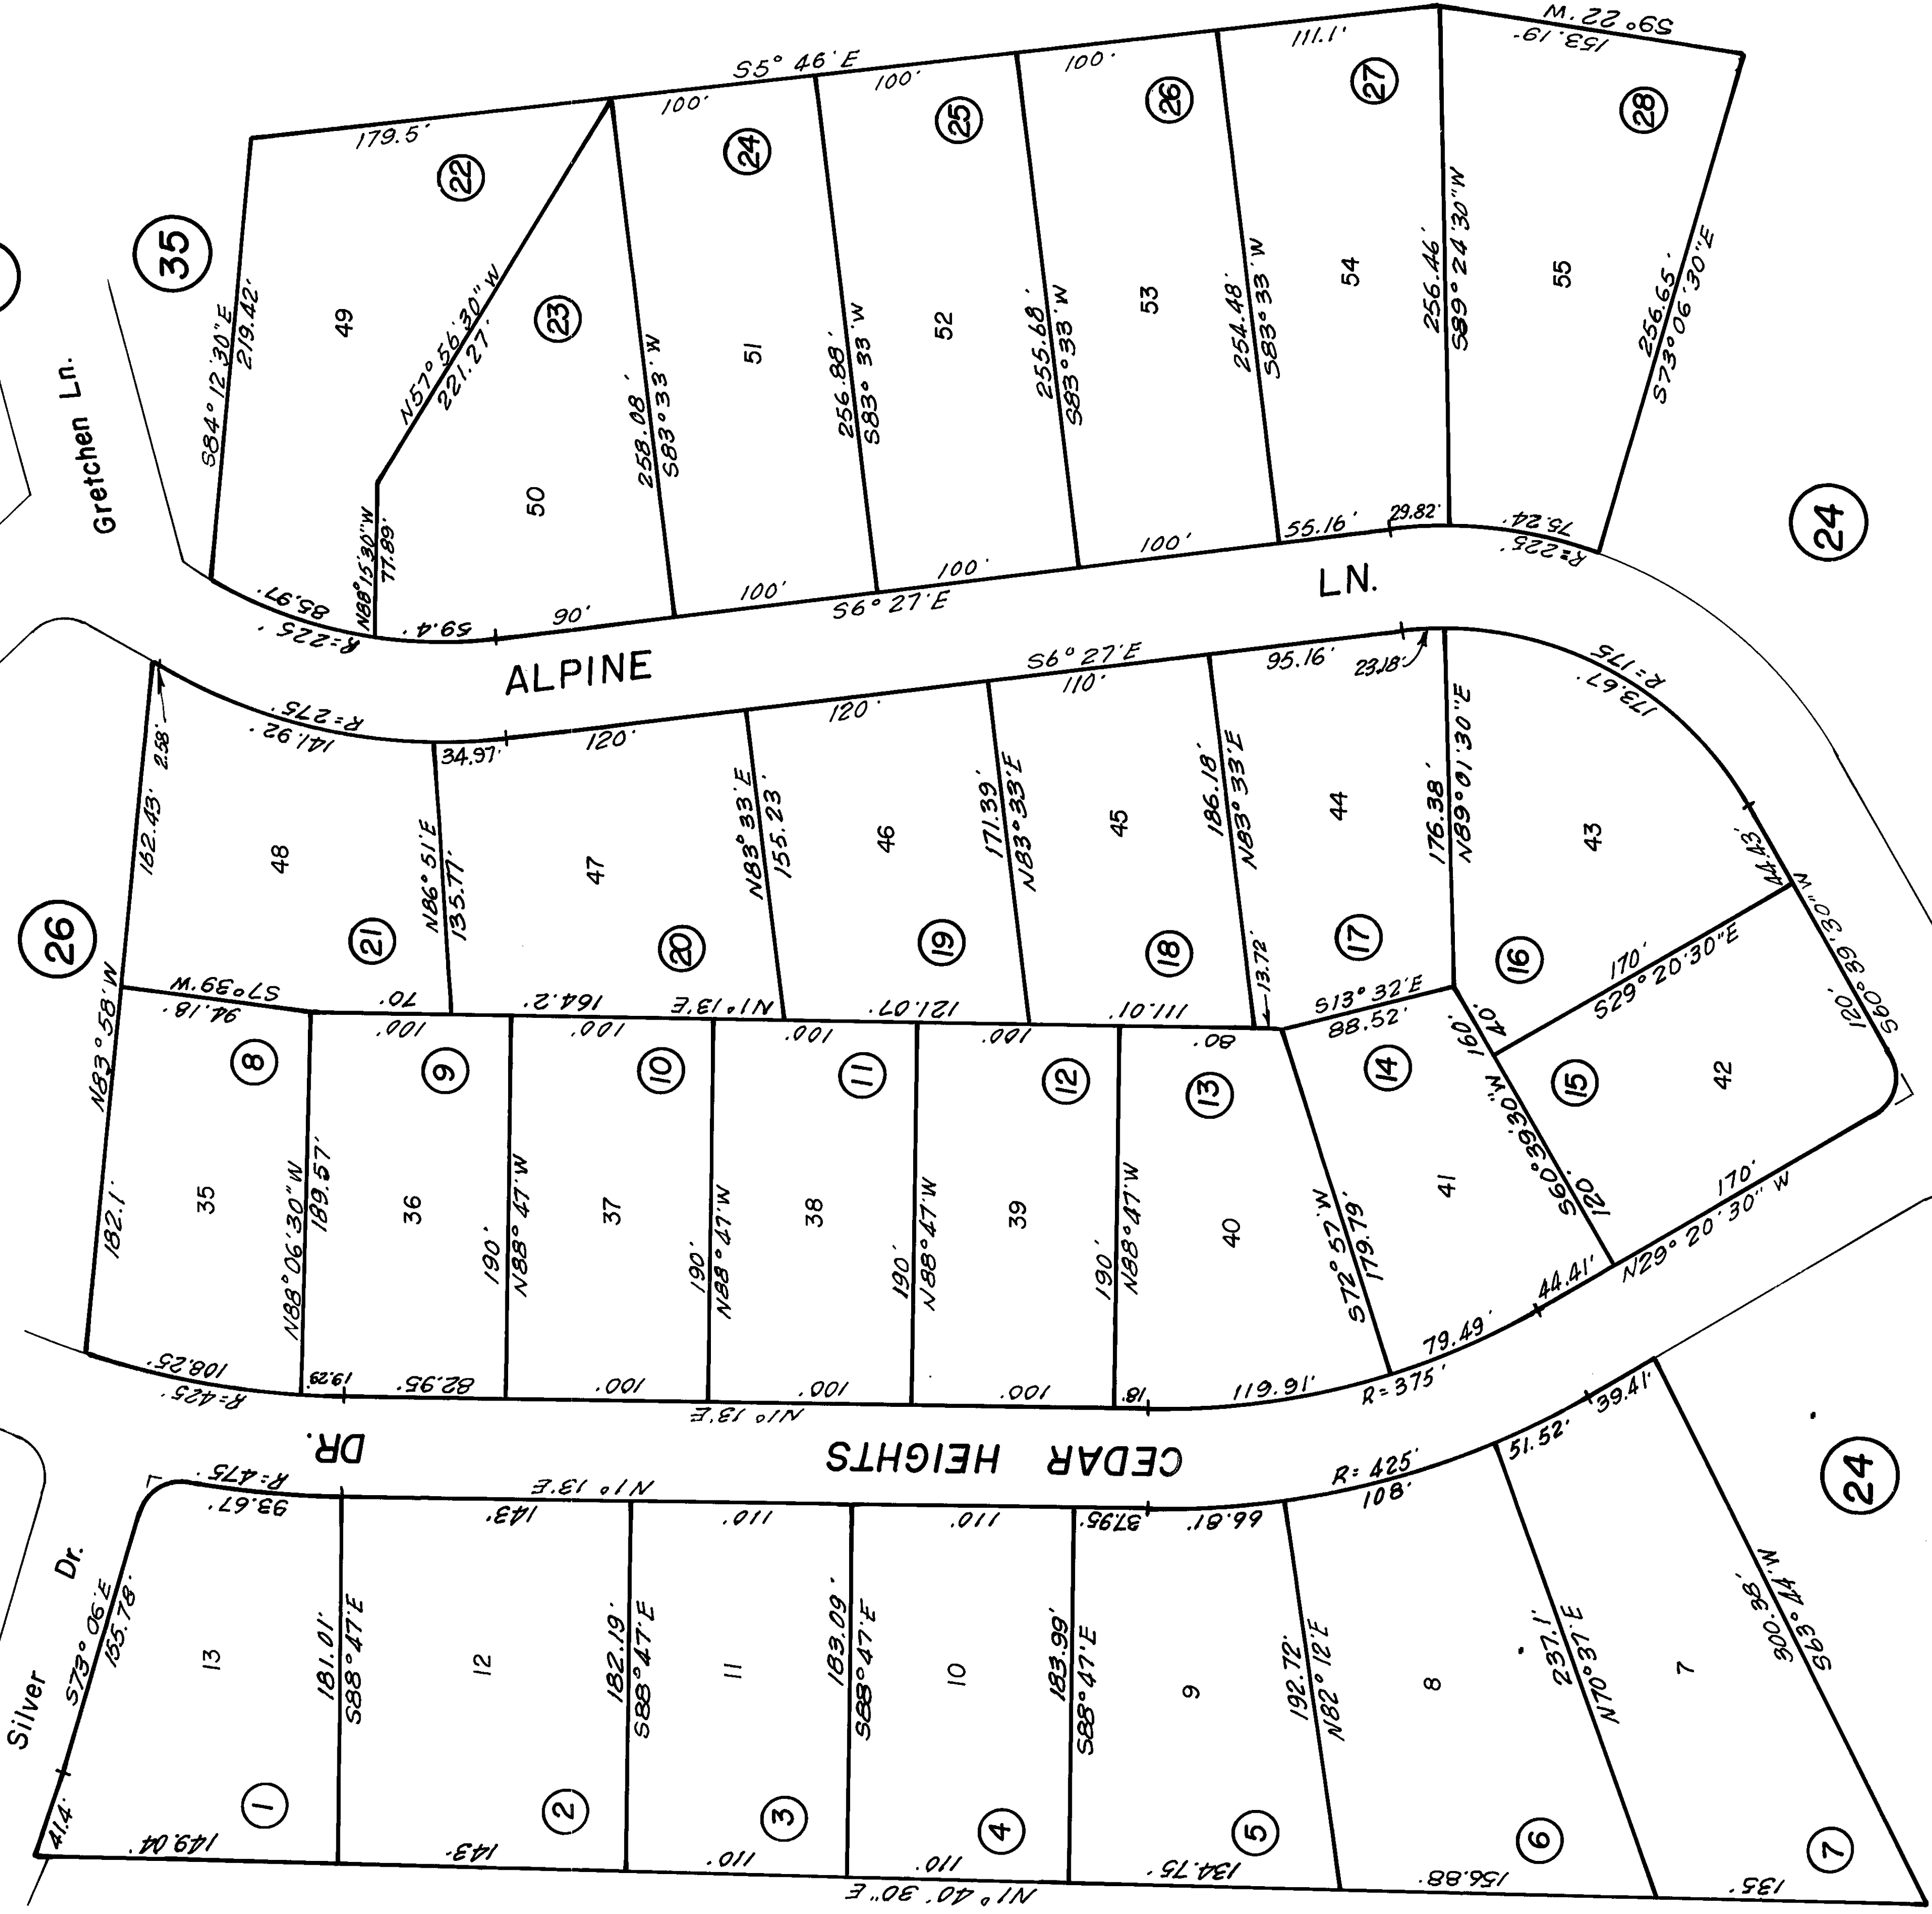 Gretchen Ln.
35
S84° 12' 30" E
219.42'
179.5'
49
22
N57° 56' 30" W
221.27'
N88° 15' 30" W
77.89'
85.97'
R=225'
59.4'
23
50
90.'
S5° 46' E
100.'
24
51
258.08'
S83° 33' W
100.'
100.'
25
52
256.88'
S83° 33' W
100.'
S6° 27' E
100.'
26
53
255.68'
S83° 33' W
100.'
111.1'
27
54
254.48'
S83° 33' W
55.16'
29.82'
153.19'
S9° 22' W
28
55
256.46'
S89° 24' 30" W
256.65'
S73° 06' 30" E
75.24'
R=225'
24
ALPINE
LN.
26
162.43'
2.58
R=275'
141.92'
48
21
N83° 58' W
S7° 39' W
94.18'
70.'
34.97'
N86° 51' E
135.77'
120.'
47
20
164.2'
N1° 13' E
N83° 33' E
155.23'
120.'
46
19
121.07'
S6° 27' E
110.'
171.39'
N83° 33' E
45
18
111.01'
95.16'
23.18'
186.18'
N83° 33' E
44
17
13.72'
S13° 32' E
88.52'
176.38'
N89° 01' 30" E
R=175
173.67'
43
16
44.43'
160.'
40.'
170.'
S29° 20' 30" E
S60° 39' 30" W
120.'
42
15
S60° 39' 30" W
120.'
170.'
N29° 20' 30" W
182.1'
35
8
108.25'
R=425'
N88° 06' 30" W
189.57'
19.29'
100.'
36
9
82.95'
190.'
N88° 47' W
100.'
37
10
100.'
190.'
N88° 47' W
100.'
38
11
100.'
190.'
N88° 47' W
100.'
39
12
100.'
190.'
N88° 47' W
80.'
40
13
18.'
119.91'
R=375'
S72° 57' W
179.79'
41
14
79.49'
44.41'
N1° 13' E
CEDAR HEIGHTS
DR.
N1° 13' E
Silver Dr.
S73° 06' E
155.78'
41.4'
R=475'
93.67'
13
1
149.04'
181.01'
S88° 47' E
143.'
12
2
143.'
182.19'
S88° 47' E
110.'
11
3
110.'
183.09'
S88° 47' E
110.'
10
4
110.'
183.99'
S88° 47' E
37.95'
66.81'
9
5
134.75'
N1° 40' 30" E
192.72'
N82° 12' E
R=425'
108.'
8
6
156.88'
237.1'
N70° 37' E
51.52'
39.41'
7
7
135.'
300.38'
S63° 44' W
24